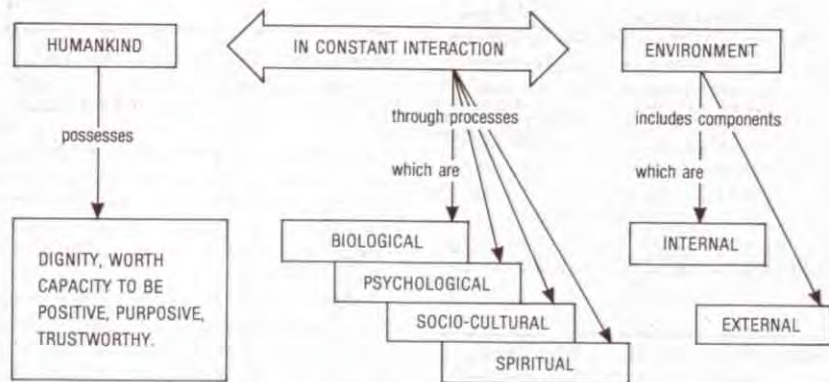 HUMANKIND
IN CONSTANT INTERACTION
ENVIRONMENT
possesses
through processes
includes components
which are
which are
DIGNITY, WORTH
CAPACITY TO BE
POSITIVE, PURPOSIVE,
TRUSTWORTHY.
BIOLOGICAL
PSYCHOLOGICAL
SOCIO-CULTURAL
SPIRITUAL
INTERNAL
EXTERNAL